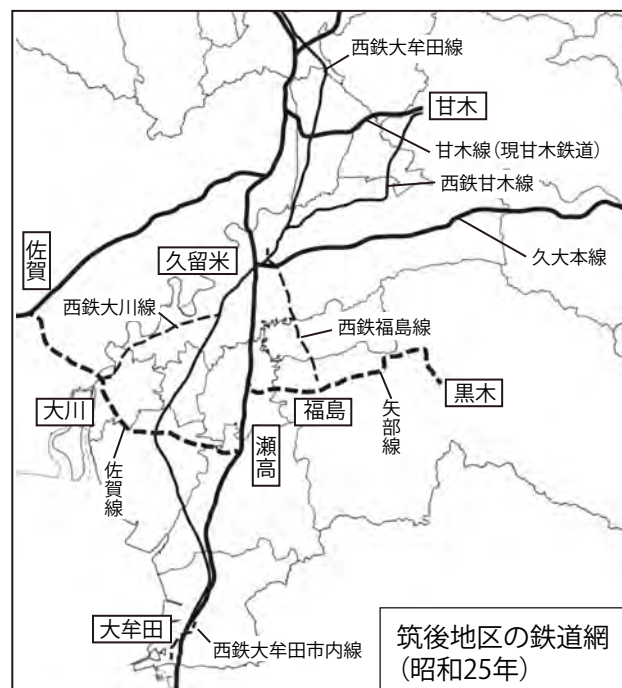 西鉄大牟田線
甘木
甘木線（現甘木鉄道）
西鉄甘木線
佐賀
久留米
久大本線
西鉄大川線
西鉄福島線
大川
福島
黒木
矢部線
佐賀線
瀬高
大牟田
西鉄大牟田市内線
筑後地区の鉄道網
（昭和25年）